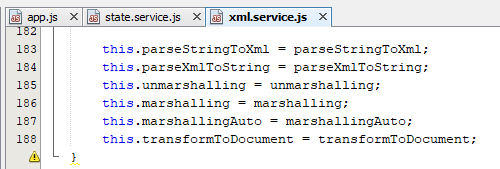 app.js state.service.js xml.service.js
182
183 this.parseStringToXml = parseStringToXml;
184 this.parseXmlToString = parseXmlToString;
185 this.unmarshalling = unmarshalling;
186 this.marshalling = marshalling;
187 this.marshallingAuto = marshallingAuto;
188 this.transformToDocument = transformToDocument;
}